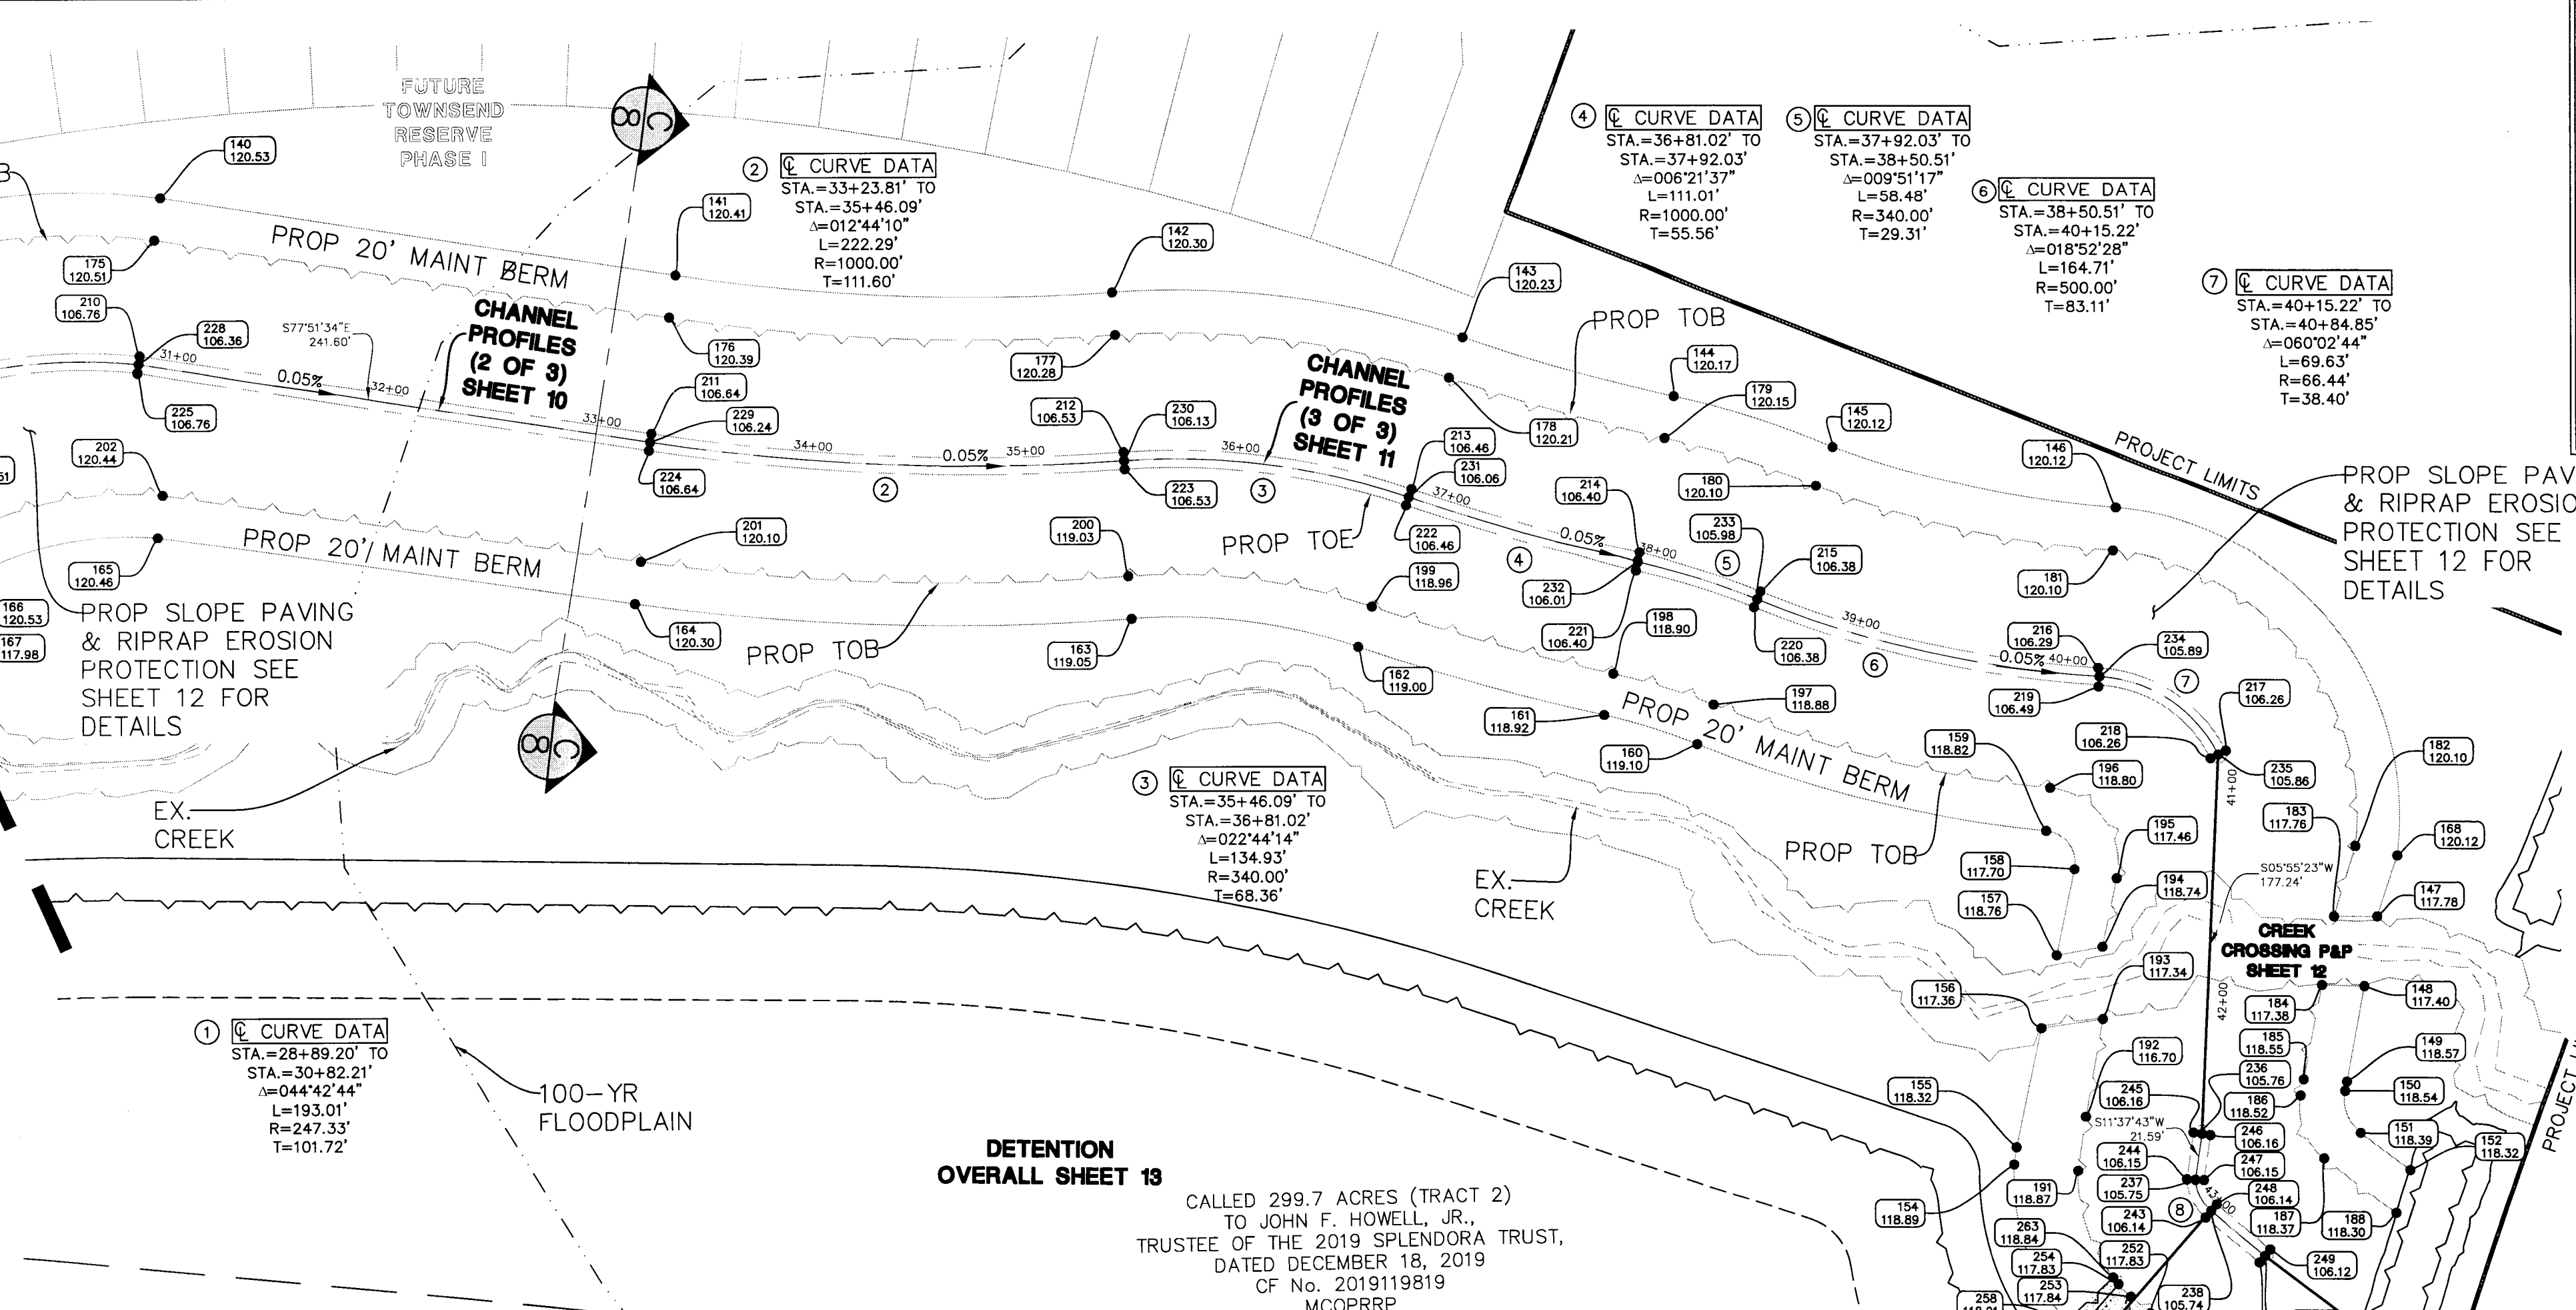 FUTURE
TOWNSEND
RESERVE
PHASE I
C
8
140
120.53
175
120.51
210
106.76
228
106.36
225
106.76
202
120.44
165
120.46
166
120.53
167
117.98
51
B
PROP 20' MAINT BERM
S77°51'34"E
241.60'
31+00
0.05%
32+00
CHANNEL
PROFILES
(2 OF 3)
SHEET 10
33+00
141
120.41
176
120.39
211
106.64
229
106.24
224
106.64
② ℄ CURVE DATA
STA.=33+23.81' TO
STA.=35+46.09'
Δ=012°44'10"
L=222.29'
R=1000.00'
T=111.60'
142
120.30
177
120.28
212
106.53
230
106.13
223
106.53
34+00
②
0.05%
35+00
36+00
③
CHANNEL
PROFILES
(3 OF 3)
SHEET 11
143
120.23
178
120.21
213
106.46
231
106.06
222
106.46
PROP TOE
PROP TOB
④ ℄ CURVE DATA
STA.=36+81.02' TO
STA.=37+92.03'
Δ=006°21'37"
L=111.01'
R=1000.00'
T=55.56'
⑤ ℄ CURVE DATA
STA.=37+92.03' TO
STA.=38+50.51'
Δ=009°51'17"
L=58.48'
R=340.00'
T=29.31'
⑥ ℄ CURVE DATA
STA.=38+50.51' TO
STA.=40+15.22'
Δ=018°52'28"
L=164.71'
R=500.00'
T=83.11'
⑦ ℄ CURVE DATA
STA.=40+15.22' TO
STA.=40+84.85'
Δ=060°02'44"
L=69.63'
R=66.44'
T=38.40'
144
120.17
179
120.15
145
120.12
180
120.10
146
120.12
181
120.10
PROJECT LIMITS
PROP SLOPE PAV
& RIPRAP EROSIO
PROTECTION SEE
SHEET 12 FOR
DETAILS
37+00
④
0.05%
38+00
⑤
39+00
⑥
0.05%
40+00
⑦
214
106.40
232
106.01
221
106.40
233
105.98
215
106.38
220
106.38
216
106.29
234
105.89
219
106.49
217
106.26
218
106.26
235
105.86
PROP 20' MAINT BERM
PROP SLOPE PAVING
& RIPRAP EROSION
PROTECTION SEE
SHEET 12 FOR
DETAILS
201
120.10
164
120.30
PROP TOB
200
119.03
163
119.05
199
118.96
162
119.00
198
118.90
161
118.92
197
118.88
160
119.10
PROP 20' MAINT BERM
159
118.82
196
118.80
PROP TOB
195
117.46
158
117.70
157
118.76
194
118.74
193
117.34
156
117.36
192
116.70
155
118.32
154
118.89
191
118.87
41+00
S05°55'23"W
177.24'
42+00
182
120.10
183
117.76
168
120.12
147
117.78
CREEK
CROSSING P&P
SHEET 12
184
117.38
148
117.40
185
118.55
149
118.57
186
118.52
150
118.54
151
118.39
152
118.32
187
118.37
188
118.30
236
105.76
245
106.16
S11°37'43"W
21.59'
246
106.16
244
106.15
247
106.15
237
105.75
43+00
⑧
248
106.14
243
106.14
249
106.12
263
118.84
254
117.83
252
117.83
253
117.84
238
105.74
258
PROJECT LI
C
8
EX.
CREEK
EX.
CREEK
③ ℄ CURVE DATA
STA.=35+46.09' TO
STA.=36+81.02'
Δ=022°44'14"
L=134.93'
R=340.00'
T=68.36'
① ℄ CURVE DATA
STA.=28+89.20' TO
STA.=30+82.21'
Δ=044°42'44"
L=193.01'
R=247.33'
T=101.72'
100-YR
FLOODPLAIN
DETENTION
OVERALL SHEET 13
CALLED 299.7 ACRES (TRACT 2)
TO JOHN F. HOWELL, JR.,
TRUSTEE OF THE 2019 SPLENDORA TRUST,
DATED DECEMBER 18, 2019
CF No. 2019119819
MCOPRRP